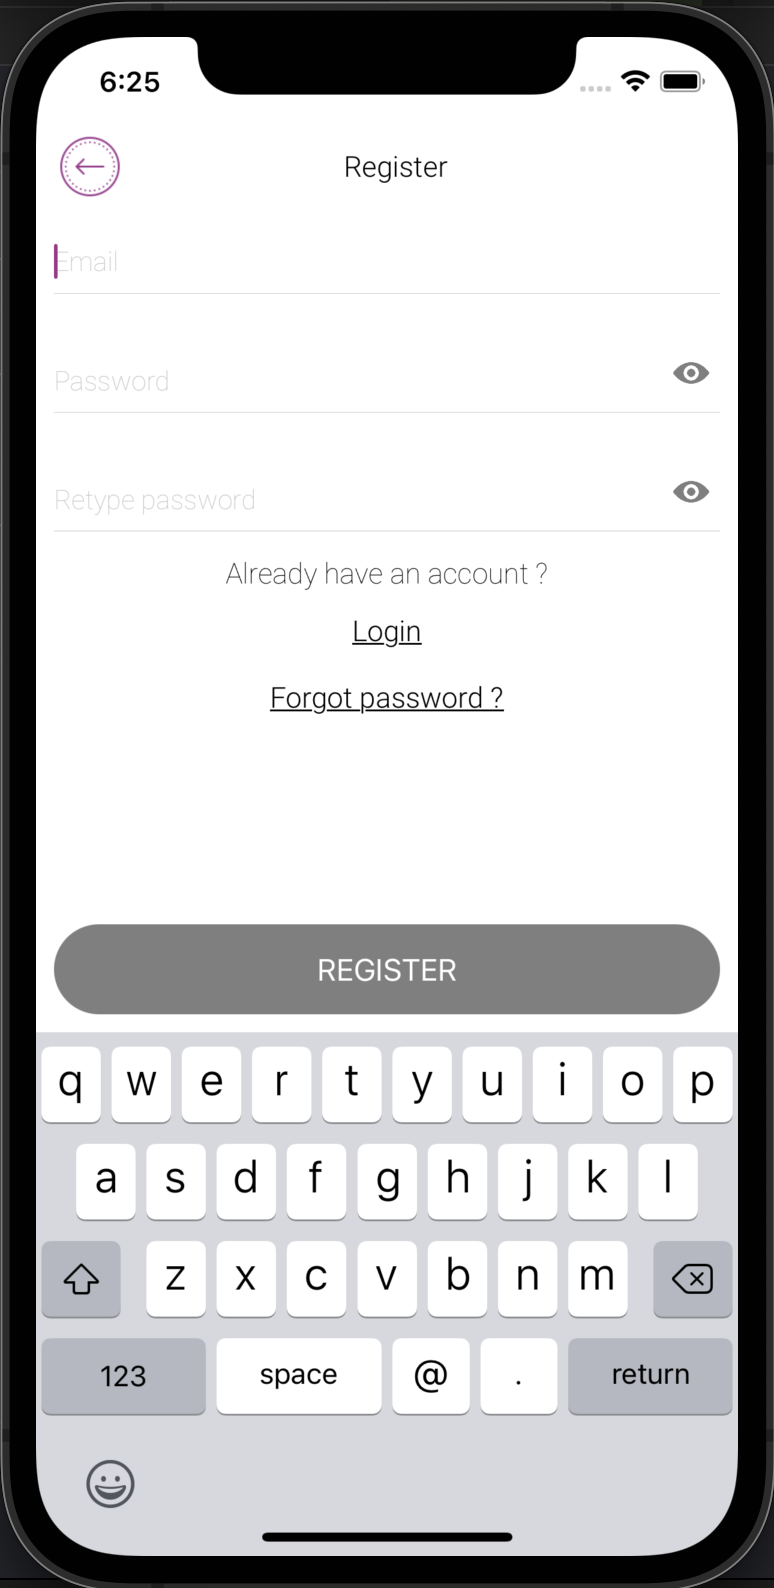 6:25
Register
Email
Password
Retype password
Already have an account ?
Login
Forgot password ?
REGISTER
q w e r t y u i o p
a s d f g h j k l
z x c v b n m
123 space @ . return